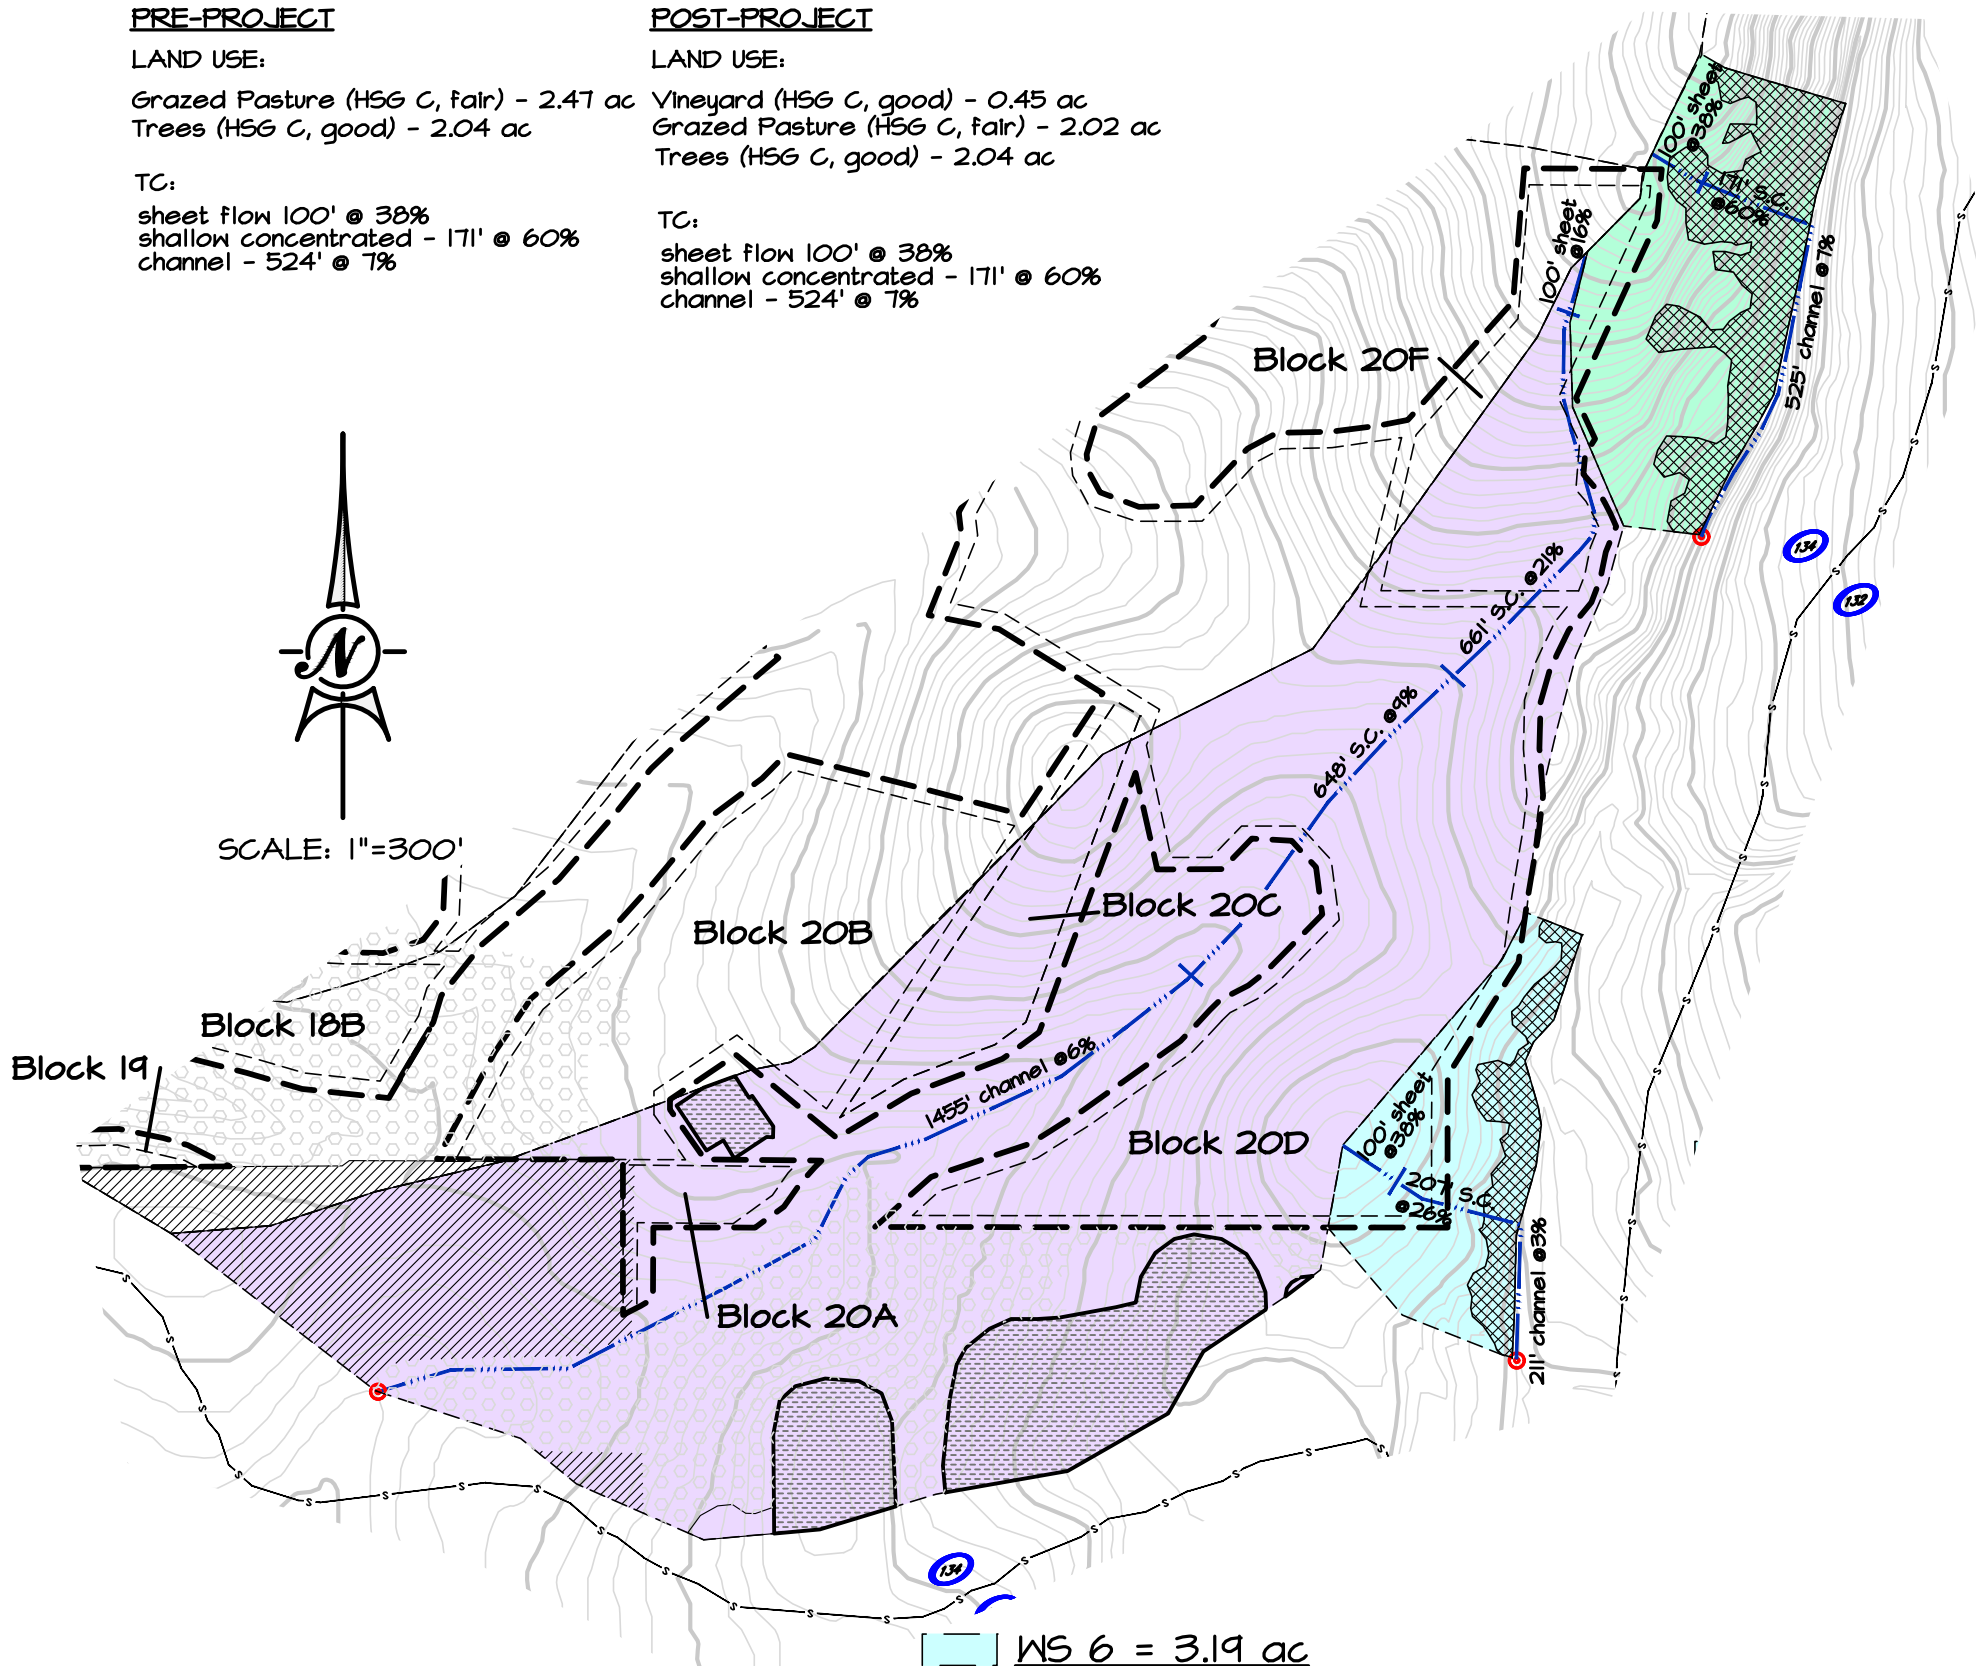 PRE-PROJECT
LAND USE:
Grazed Pasture (HSG C, fair) - 2.47 ac
Trees (HSG C, good) - 2.04 ac
TC:
sheet flow 100' @ 38%
shallow concentrated - 171' @ 60%
channel - 524' @ 7%
POST-PROJECT
LAND USE:
Vineyard (HSG C, good) - 0.45 ac
Grazed Pasture (HSG C, fair) - 2.02 ac
Trees (HSG C, good) - 2.04 ac
TC:
sheet flow 100' @ 38%
shallow concentrated - 171' @ 60%
channel - 524' @ 7%
100' sheet
@38%
171' S.C.
@60%
100' sheet
@16%
525' channel @7%
Block 20F
N
SCALE: 1"=300'
134
132
661' S.C. @21%
648' S.C. @9%
Block 20C
Block 20B
Block 18B
Block 19
1455' channel @6%
100' sheet
@38%
Block 20D
207' S.C.
@26%
211' channel @3%
Block 20A
134
WS 6 = 3.19 ac